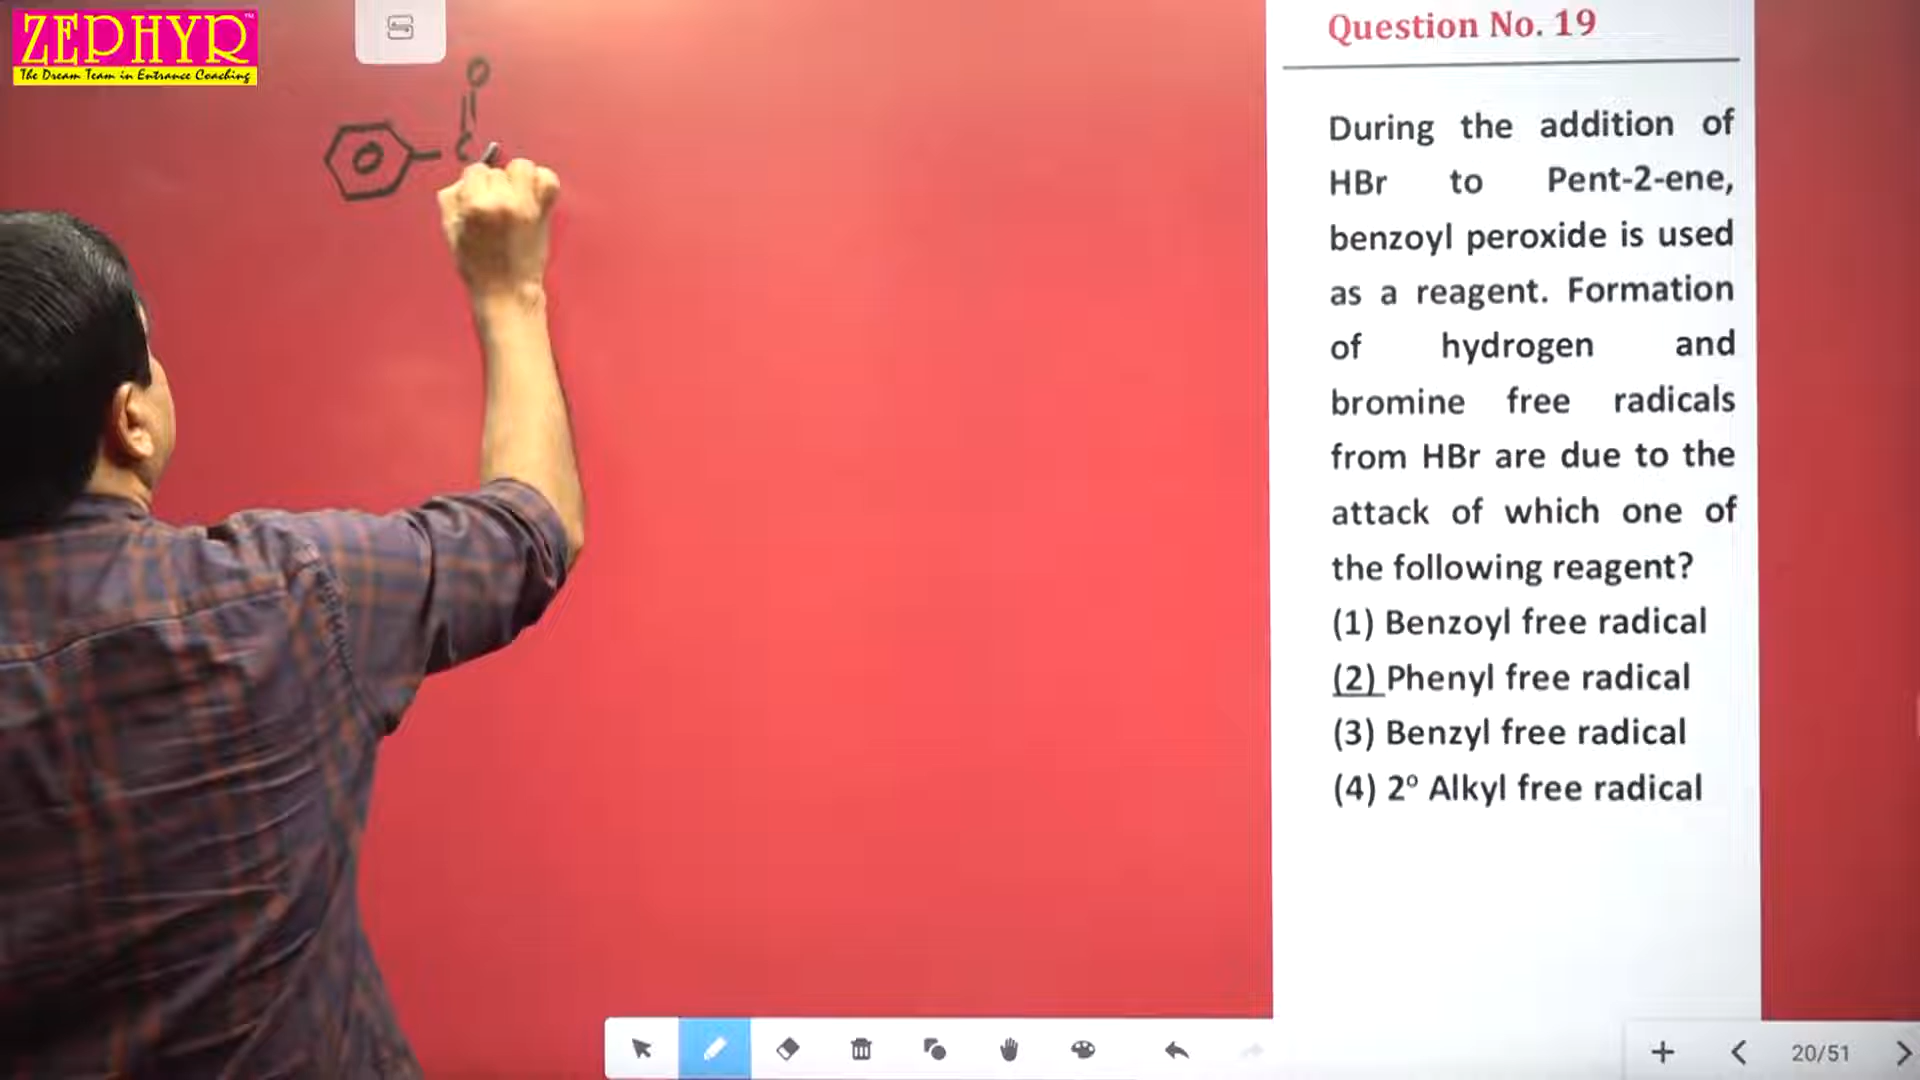 ZEPHYR™
The Dream Team in Entrance Coaching
O
C
Question No. 19
During the addition of
HBr to Pent-2-ene,
benzoyl peroxide is used
as a reagent. Formation
of hydrogen and
bromine free radicals
from HBr are due to the
attack of which one of
the following reagent?
(1) Benzoyl free radical
(2) Phenyl free radical
(3) Benzyl free radical
(4) 2º Alkyl free radical
20/51